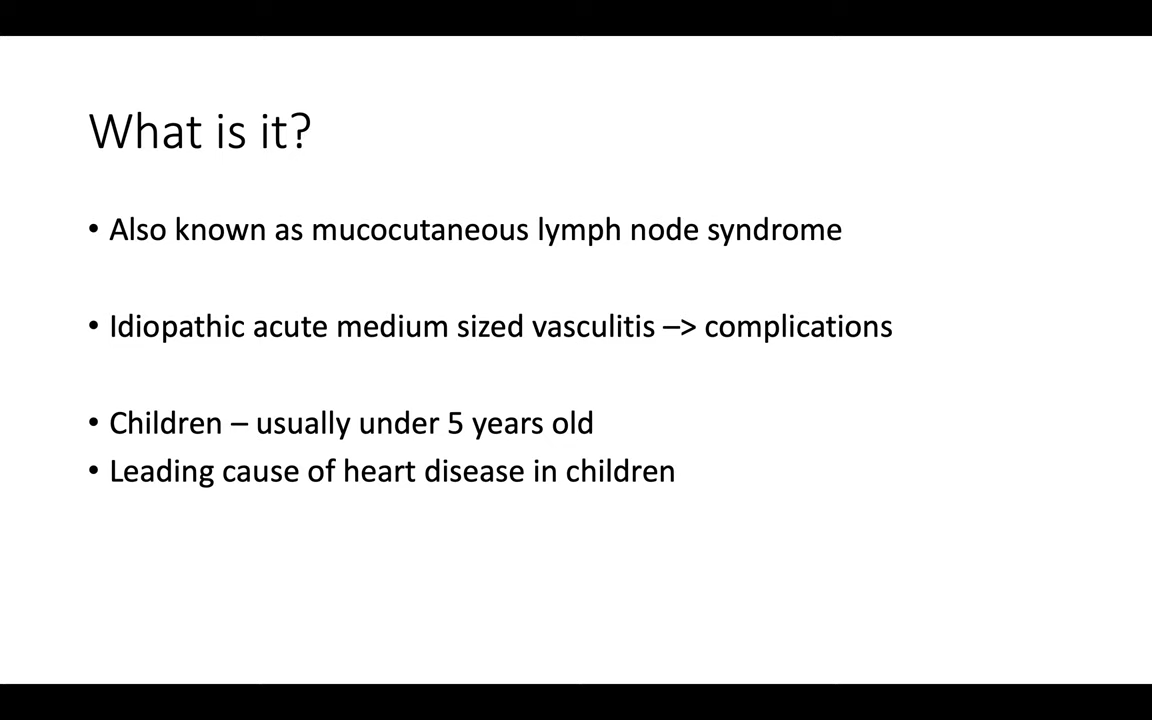 What is it?
• Also known as mucocutaneous lymph node syndrome
• Idiopathic acute medium sized vasculitis –> complications
• Children – usually under 5 years old
• Leading cause of heart disease in children